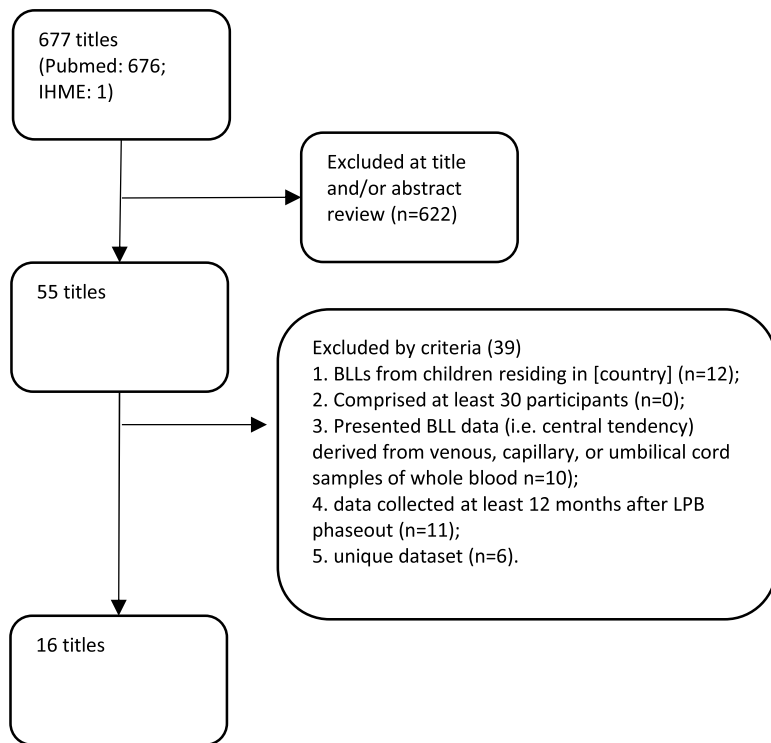 677 titles
(Pubmed: 676;
IHME: 1)
Excluded at title
and/or abstract
review (n=622)
55 titles
Excluded by criteria (39)
1. BLLs from children residing in [country] (n=12);
2. Comprised at least 30 participants (n=0);
3. Presented BLL data (i.e. central tendency)
derived from venous, capillary, or umbilical cord
samples of whole blood n=10);
4. data collected at least 12 months after LPB
phaseout (n=11);
5. unique dataset (n=6).
16 titles